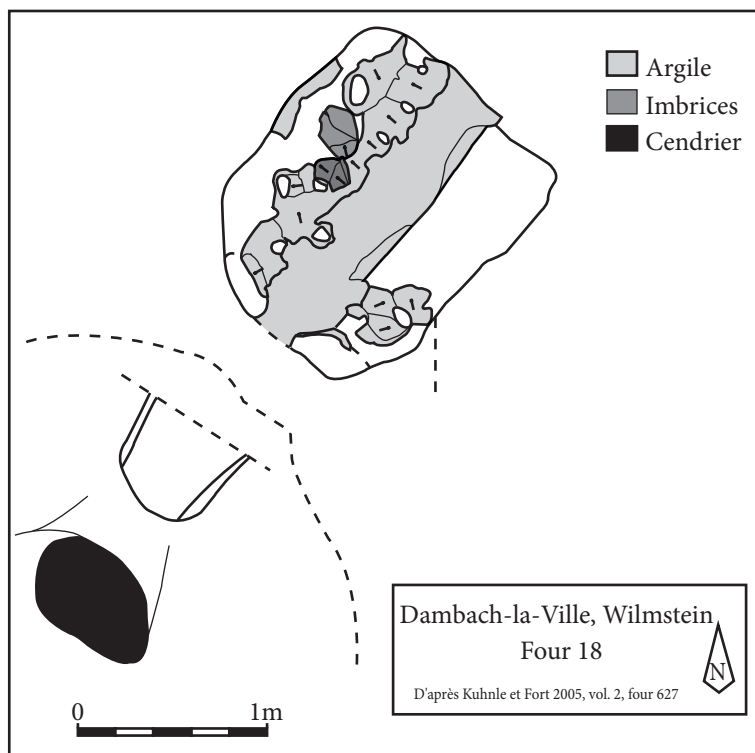 Argile
Imbrices
Cendrier
Dambach-la-Ville, Wilmstein
Four 18
N
D'après Kuhnle et Fort 2005, vol. 2, four 627
0 1m